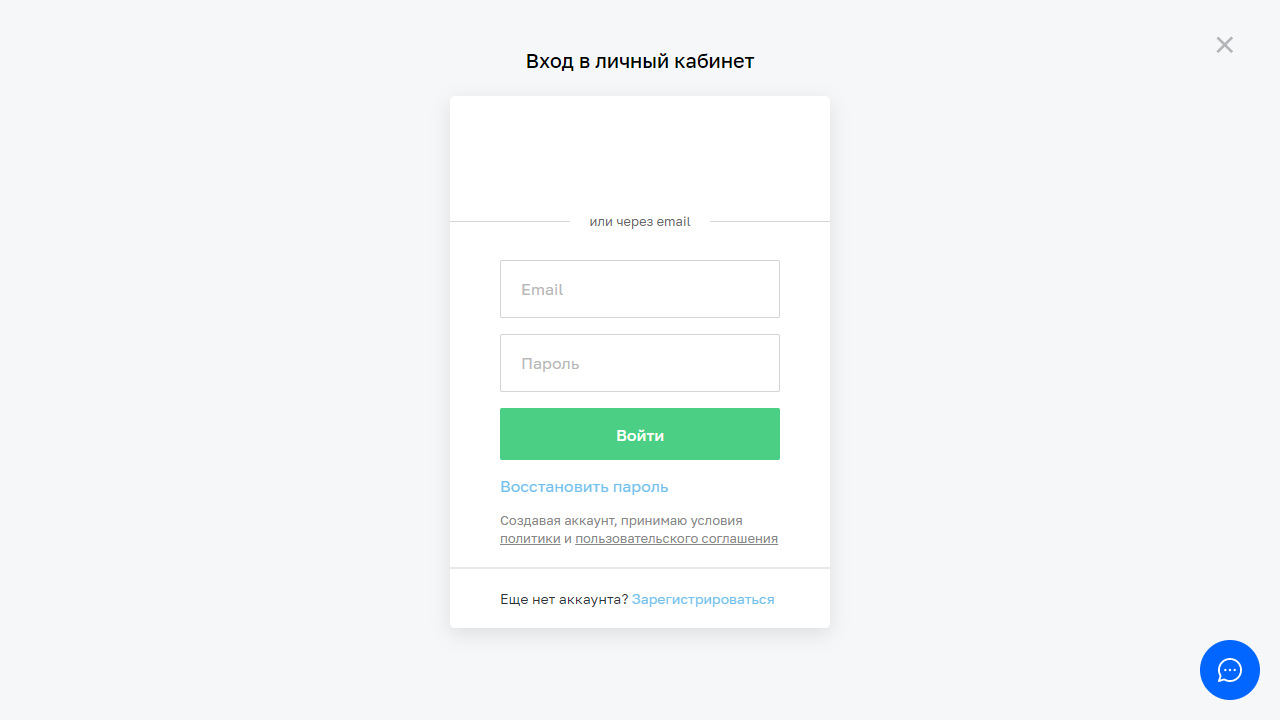 Вход в личный кабинет
или через email
Email
Пароль
Войти
Восстановить пароль
Создавая аккаунт, принимаю условия
политики и пользовательского соглашения
Еще нет аккаунта? Зарегистрироваться